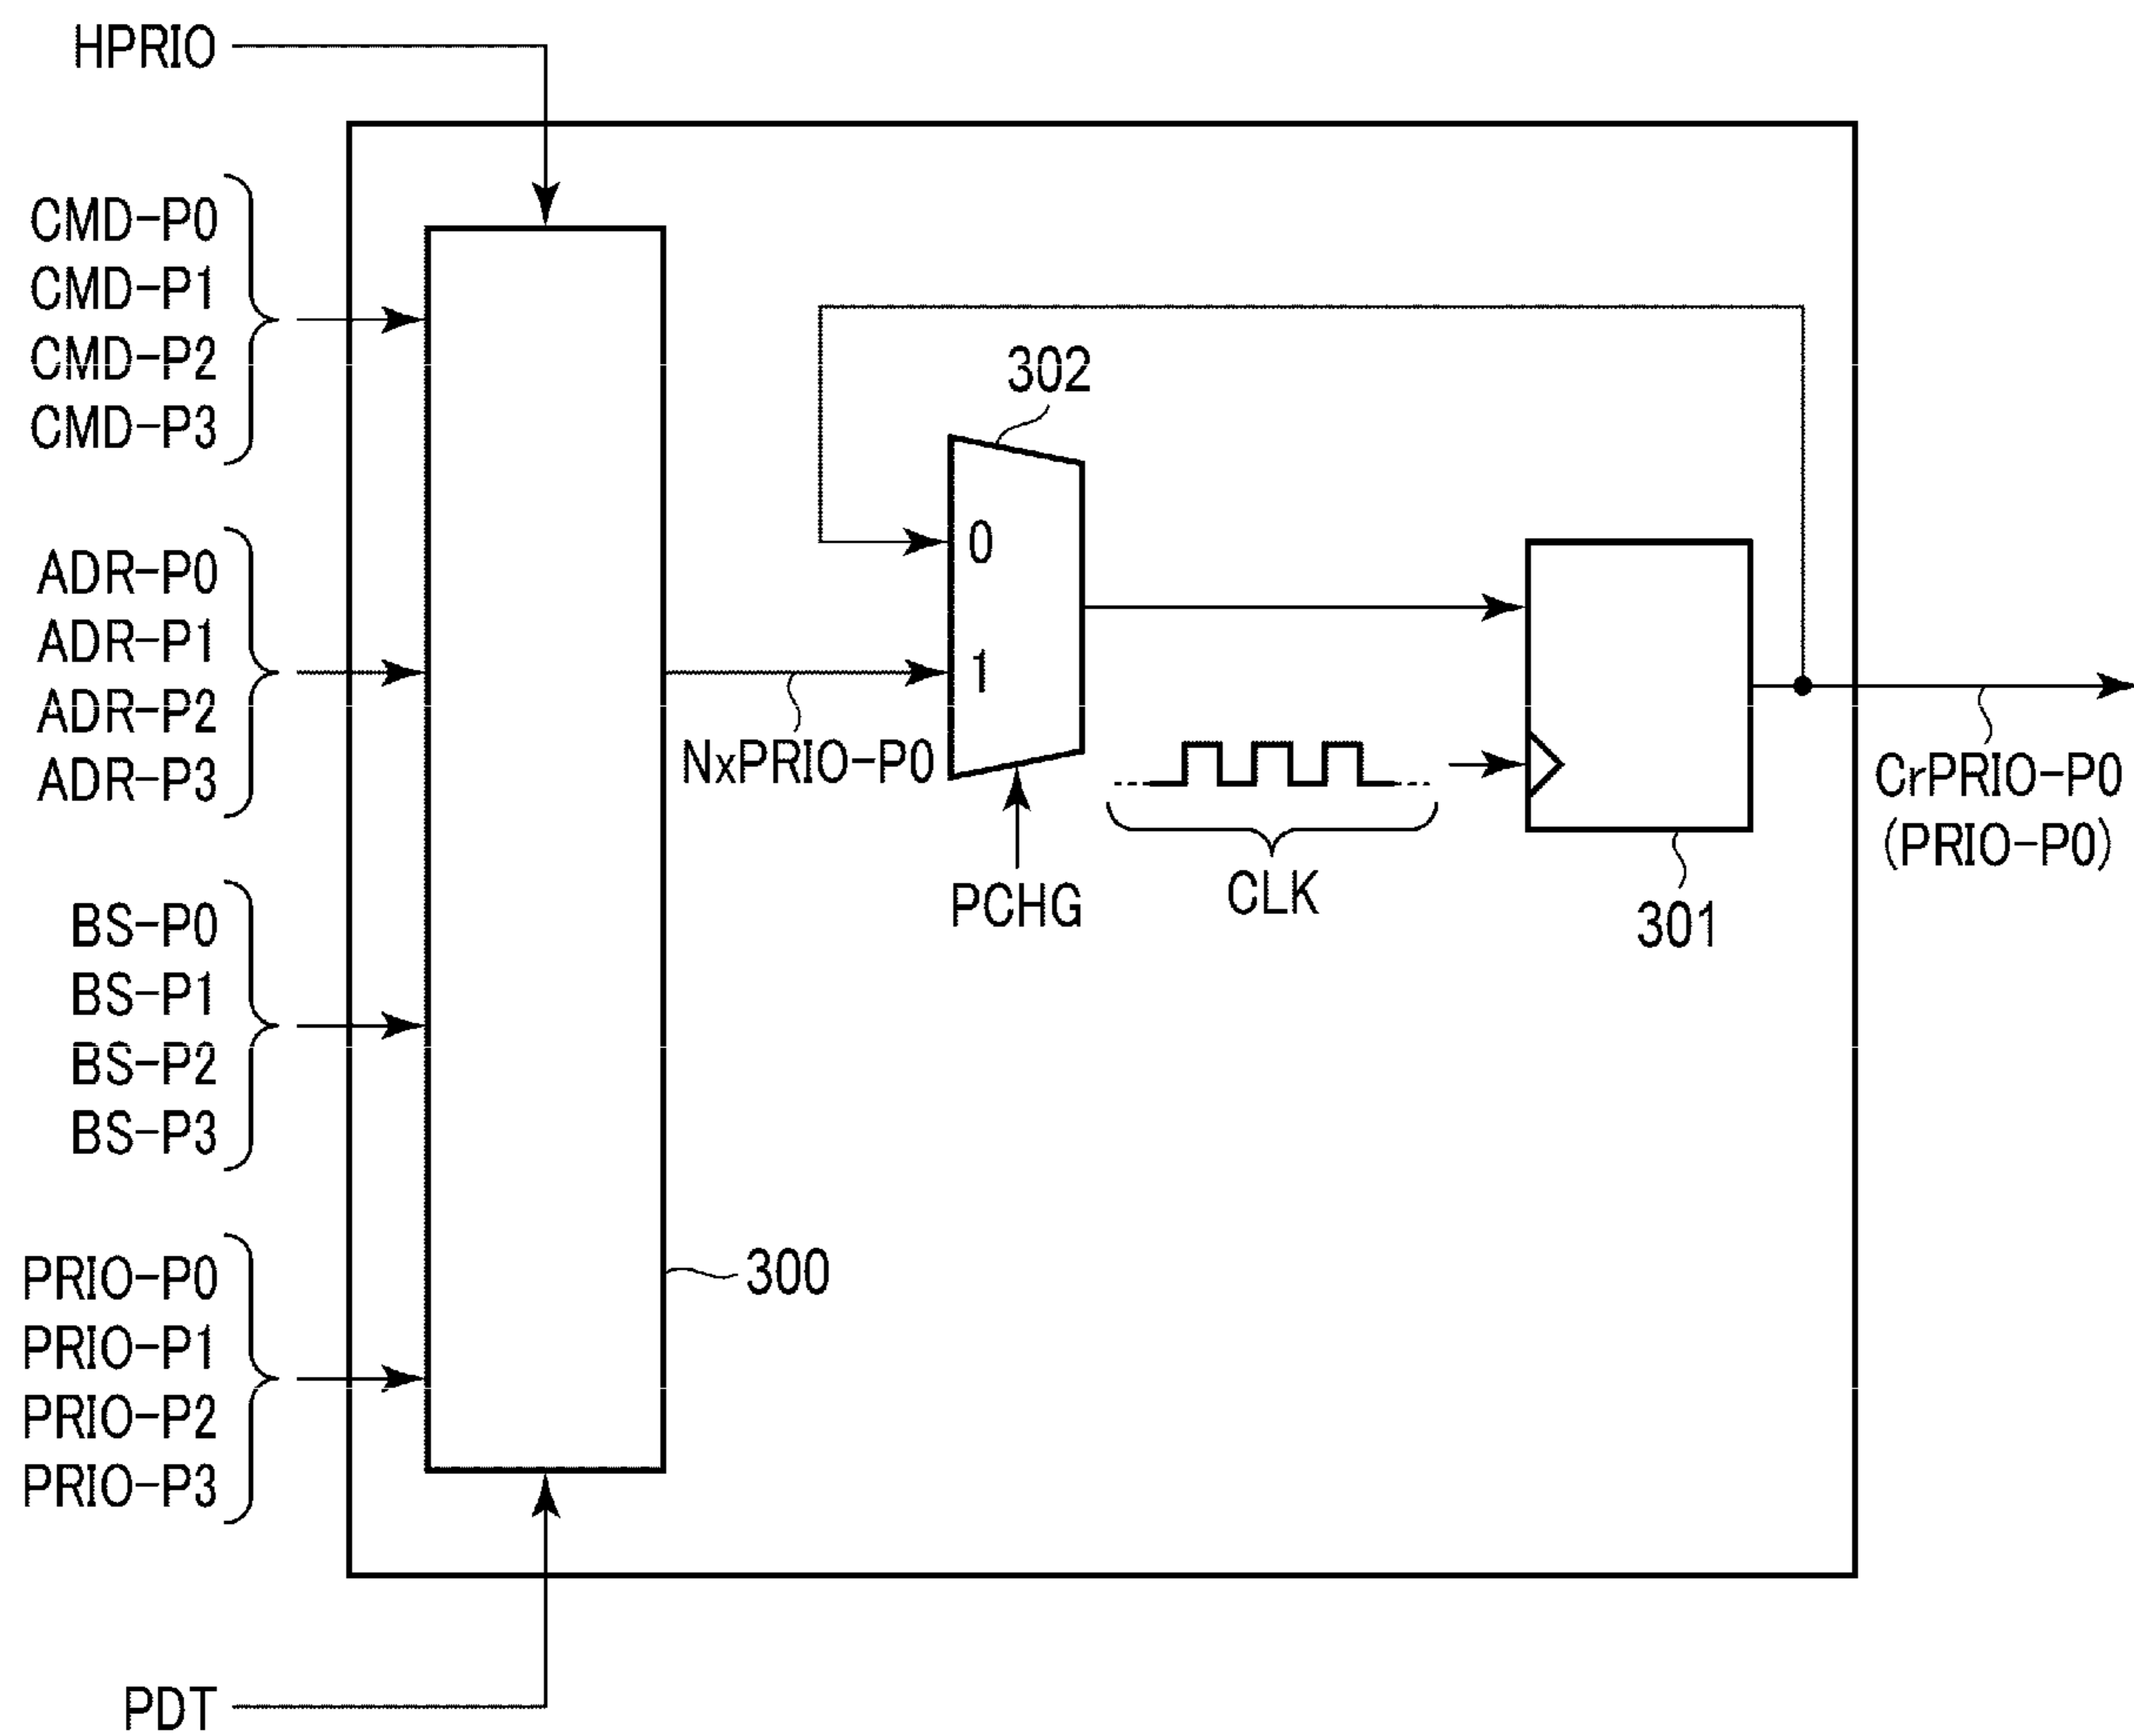 HPRIO
CMD-P0
CMD-P1
CMD-P2
CMD-P3
ADR-P0
ADR-P1
ADR-P2
ADR-P3
BS-P0
BS-P1
BS-P2
BS-P3
PRIO-P0
PRIO-P1
PRIO-P2
PRIO-P3
PDT
300
NxPRIO-P0
302
0
1
PCHG
CLK
301
CrPRIO-P0
(PRIO-P0)